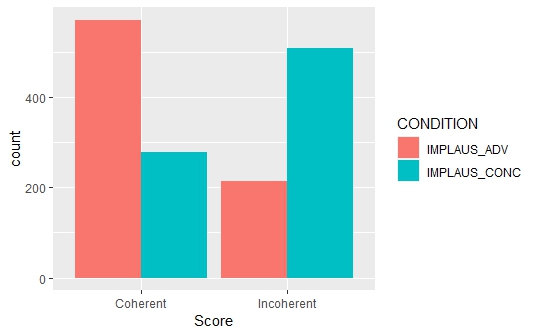 count
400
200
0
Coherent
Incoherent
Score
CONDITION
IMPLAUS_ADV
IMPLAUS_CONC